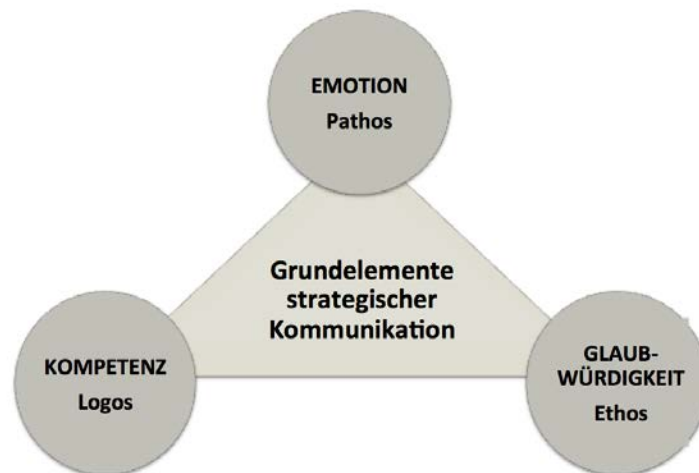 EMOTION
Pathos
Grundelemente
strategischer
Kommunikation
KOMPETENZ
Logos
GLAUB-
WÜRDIGKEIT
Ethos